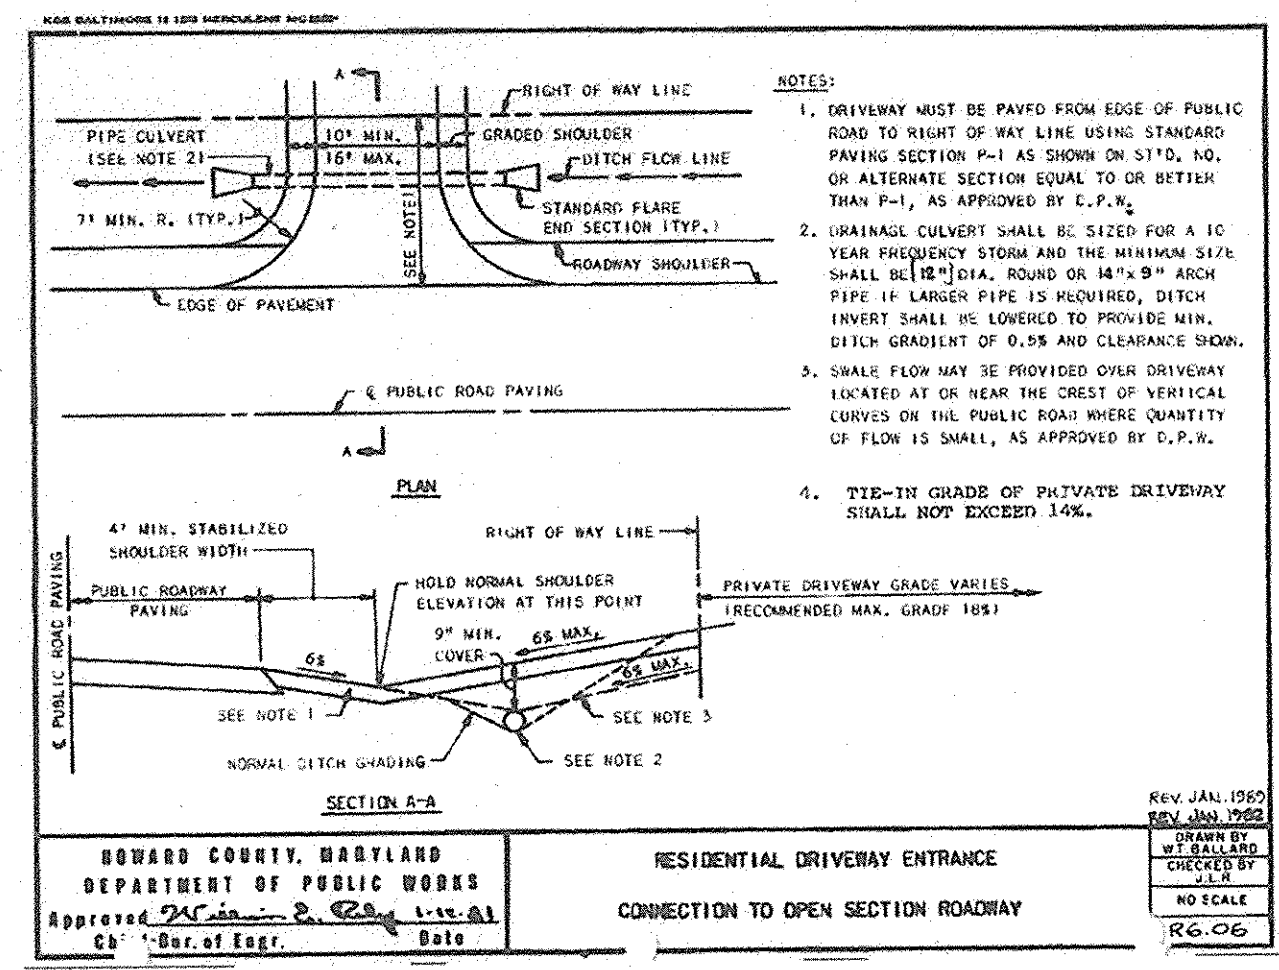 K&E BALTIMORE
A
RIGHT OF WAY LINE
PIPE CULVERT
(SEE NOTE 2)
10' MIN.
16' MAX.
GRADED SHOULDER
DITCH FLOW LINE
7' MIN. R. (TYP.)
SEE NOTE 1
STANDARD FLARE
END SECTION (TYP.)
ROADWAY SHOULDER
EDGE OF PAVEMENT
℄ PUBLIC ROAD PAVING
A
PLAN
NOTES:
1. DRIVEWAY MUST BE PAVED FROM EDGE OF PUBLIC
ROAD TO RIGHT OF WAY LINE USING STANDARD
PAVING SECTION P-1 AS SHOWN ON ST'D. NO.
OR ALTERNATE SECTION EQUAL TO OR BETTER
THAN P-1, AS APPROVED BY D.P.W.
2. DRAINAGE CULVERT SHALL BE SIZED FOR A 10
YEAR FREQUENCY STORM AND THE MINIMUM SIZE
SHALL BE [12"] DIA. ROUND OR 14"x 9" ARCH
PIPE IF LARGER PIPE IS REQUIRED, DITCH
INVERT SHALL BE LOWERED TO PROVIDE MIN.
DITCH GRADIENT OF 0.5% AND CLEARANCE SHOWN.
3. SWALE FLOW MAY BE PROVIDED OVER DRIVEWAY
LOCATED AT OR NEAR THE CREST OF VERTICAL
CURVES ON THE PUBLIC ROAD WHERE QUANTITY
OF FLOW IS SMALL, AS APPROVED BY D.P.W.
4. TIE-IN GRADE OF PRIVATE DRIVEWAY
SHALL NOT EXCEED 14%.
4' MIN. STABILIZED
SHOULDER WIDTH
RIGHT OF WAY LINE
℄ PUBLIC ROAD PAVING
PUBLIC ROADWAY
PAVING
HOLD NORMAL SHOULDER
ELEVATION AT THIS POINT
PRIVATE DRIVEWAY GRADE VARIES
(RECOMMENDED MAX. GRADE 18%)
9" MIN.
COVER
6% MAX.
6%
6% MAX.
SEE NOTE 1
SEE NOTE 3
NORMAL DITCH GRADING
SEE NOTE 2
SECTION A-A
REV. JAN. 1989
REV. JAN. 1982
HOWARD COUNTY, MARYLAND
DEPARTMENT OF PUBLIC WORKS
Approved
Chief-Bur. of Engr. Date
RESIDENTIAL DRIVEWAY ENTRANCE
CONNECTION TO OPEN SECTION ROADWAY
DRAWN BY
W.T. BALLARD
CHECKED BY
J.L.R.
NO SCALE
R6.06